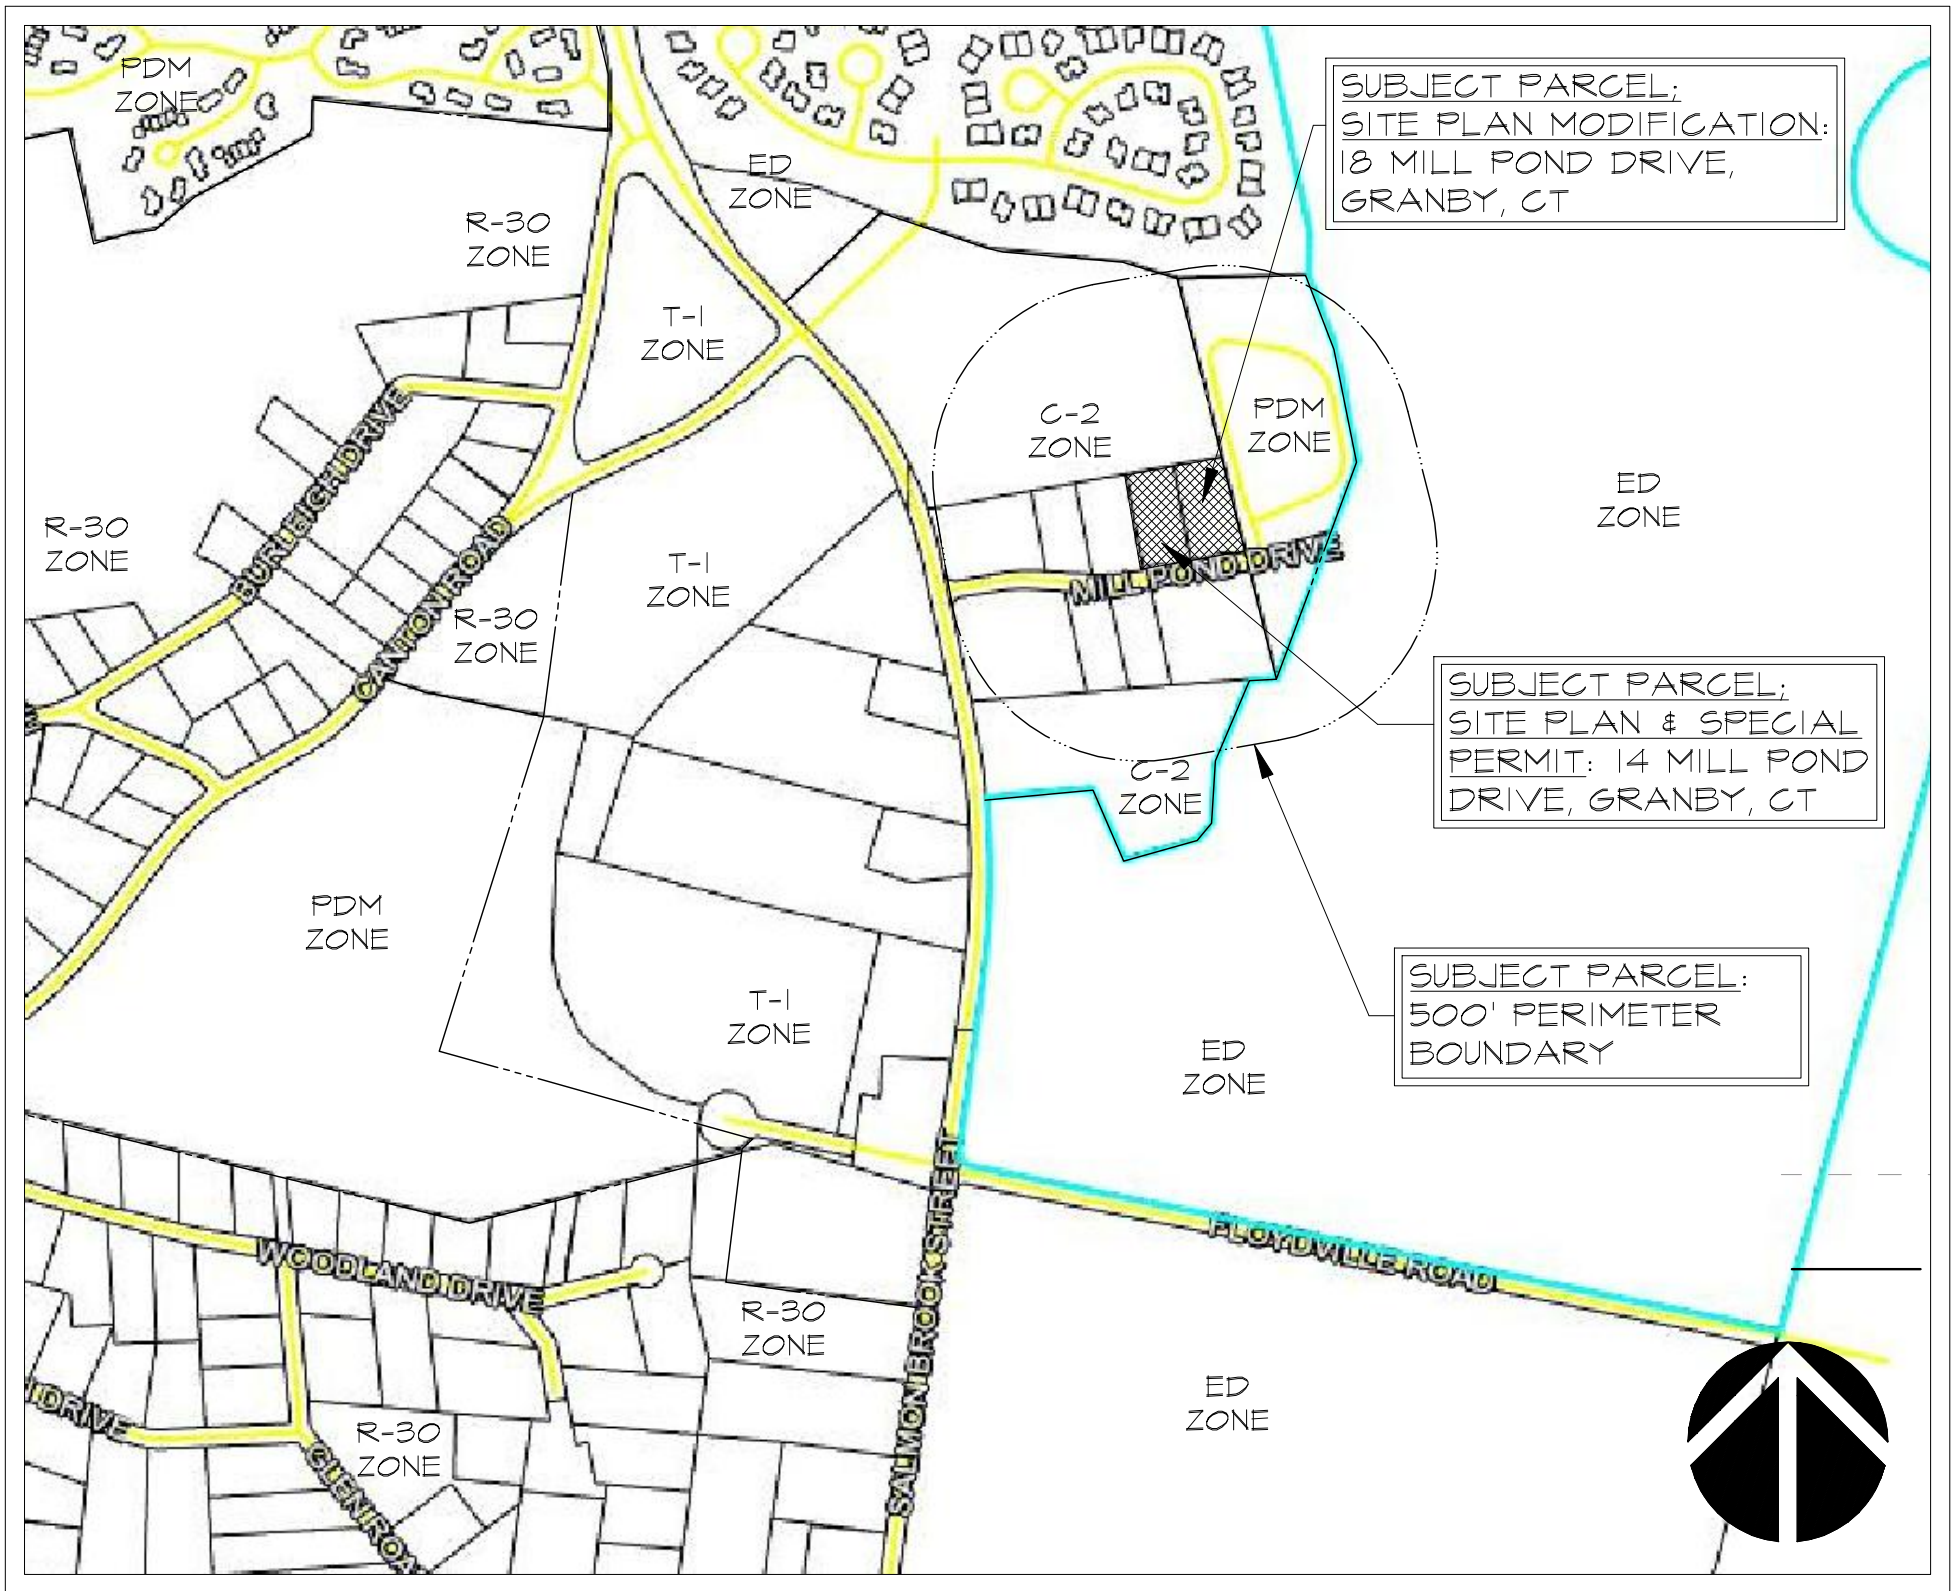 PDM
ZONE
ED
ZONE
SUBJECT PARCEL;
SITE PLAN MODIFICATION:
18 MILL POND DRIVE,
GRANBY, CT
R-30
ZONE
T-1
ZONE
C-2
ZONE
PDM
ZONE
ED
ZONE
R-30
ZONE
BURLEIGH DRIVE
CANTON ROAD
T-1
ZONE
R-30
ZONE
MILL POND DRIVE
SUBJECT PARCEL;
SITE PLAN & SPECIAL
PERMIT: 14 MILL POND
DRIVE, GRANBY, CT
C-2
ZONE
PDM
ZONE
T-1
ZONE
SUBJECT PARCEL:
500' PERIMETER
BOUNDARY
ED
ZONE
WOODLAND DRIVE
SALMON BROOK STREET
FLOYDVILLE ROAD
R-30
ZONE
ED
ZONE
DRIVE
R-30
ZONE
GLEN ROA